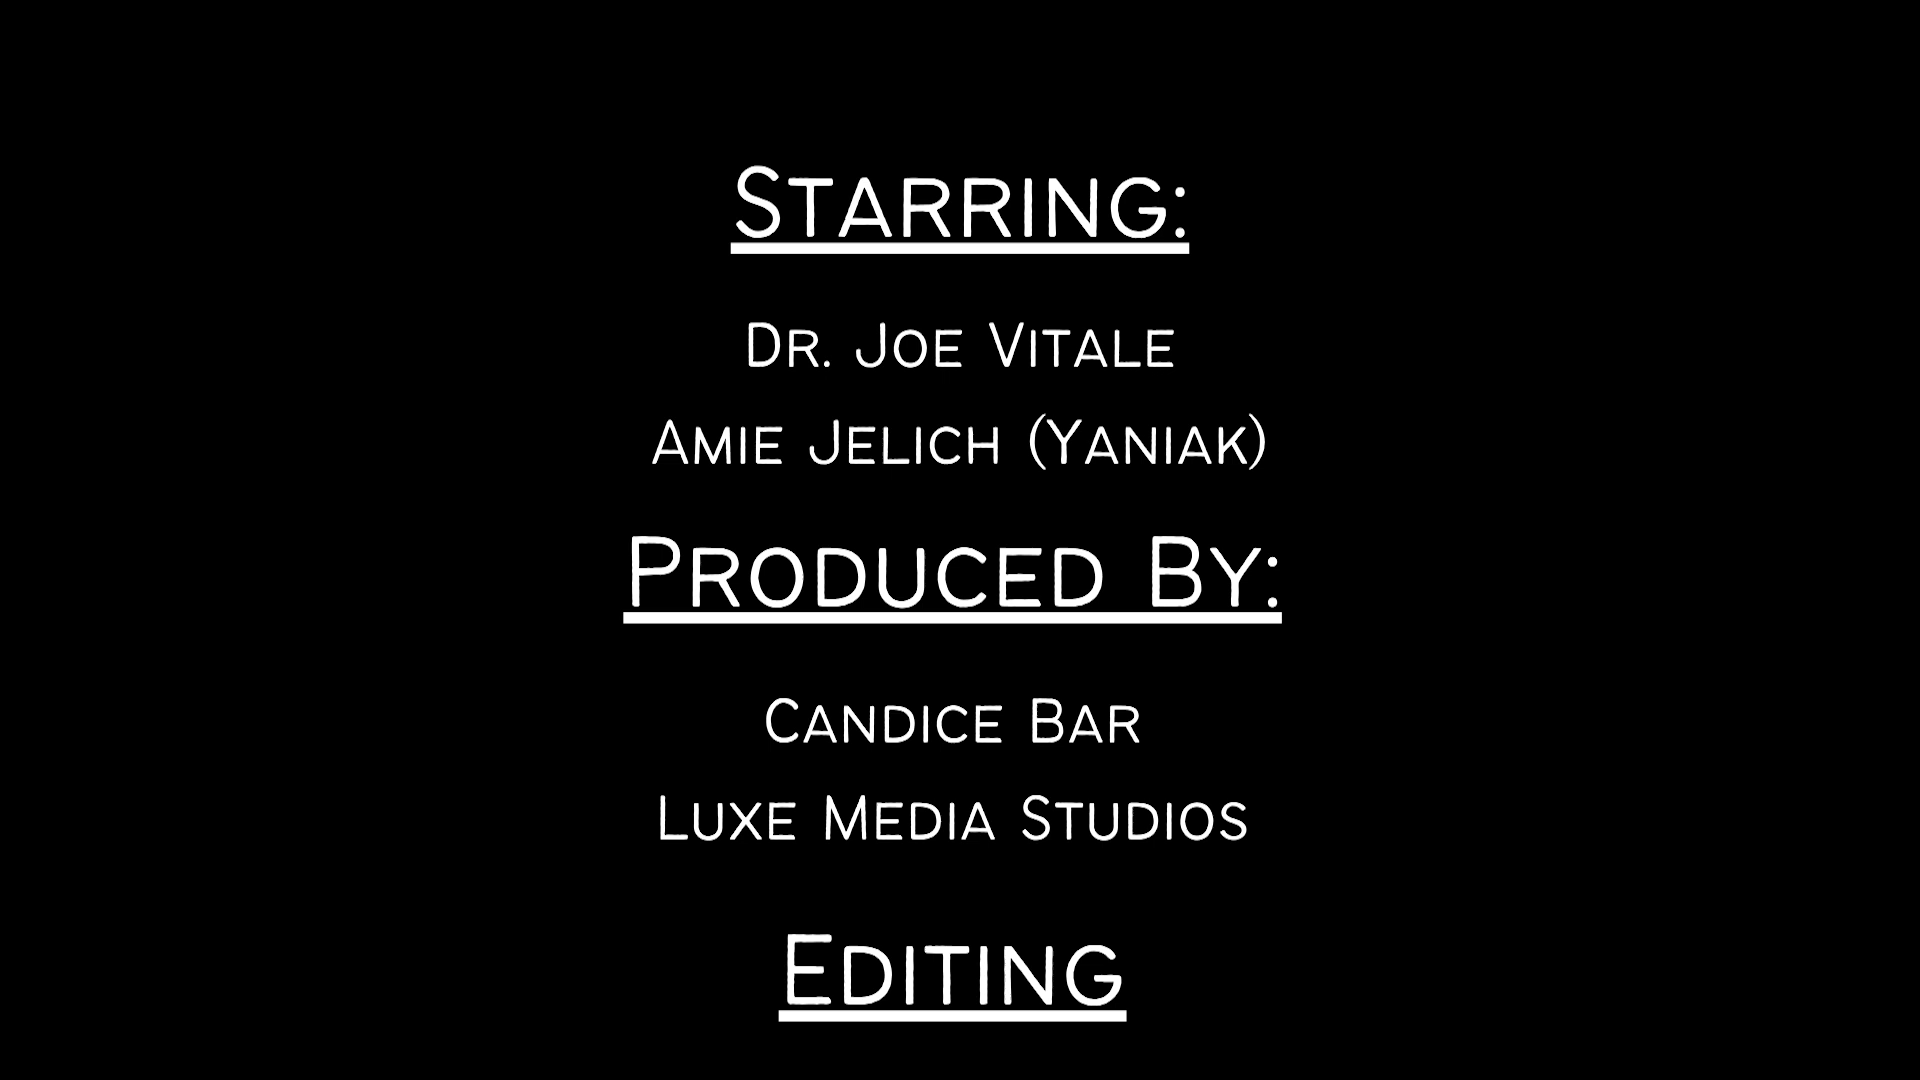 Starring:
Dr. Joe Vitale
Amie Jelich (Yaniak)
Produced By:
Candice Bar
Luxe Media Studios
Editing